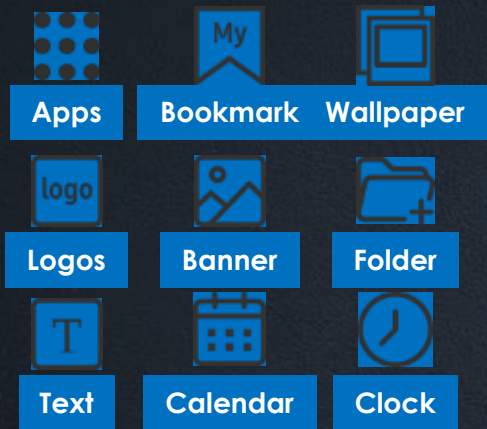 My
Apps
Bookmark
Wallpaper
logo
Logos
Banner
Folder
T
Text
Calendar
Clock